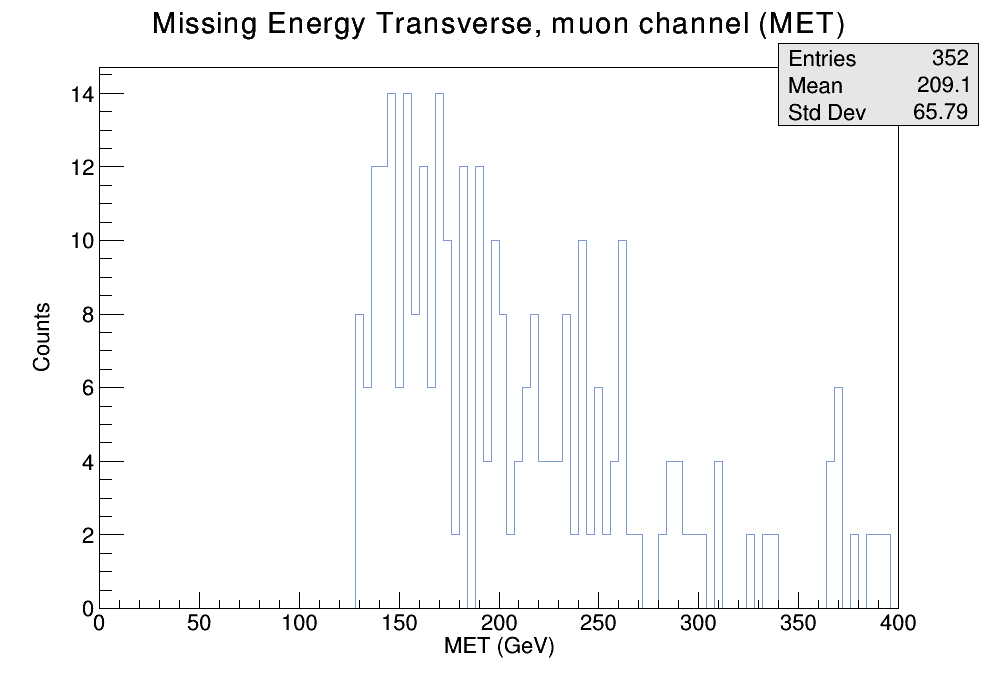 Missing Energy Transverse, muon channel (MET)
Entries 352
Mean 209.1
Std Dev 65.79
14
12
10
8
6
4
2
0
Counts
0 50 100 150 200 250 300 350 400
MET (GeV)